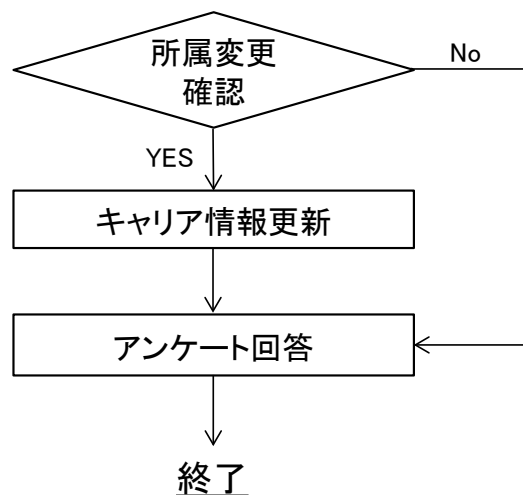 所属変更
確認
No
YES
キャリア情報更新
アンケート回答
終了